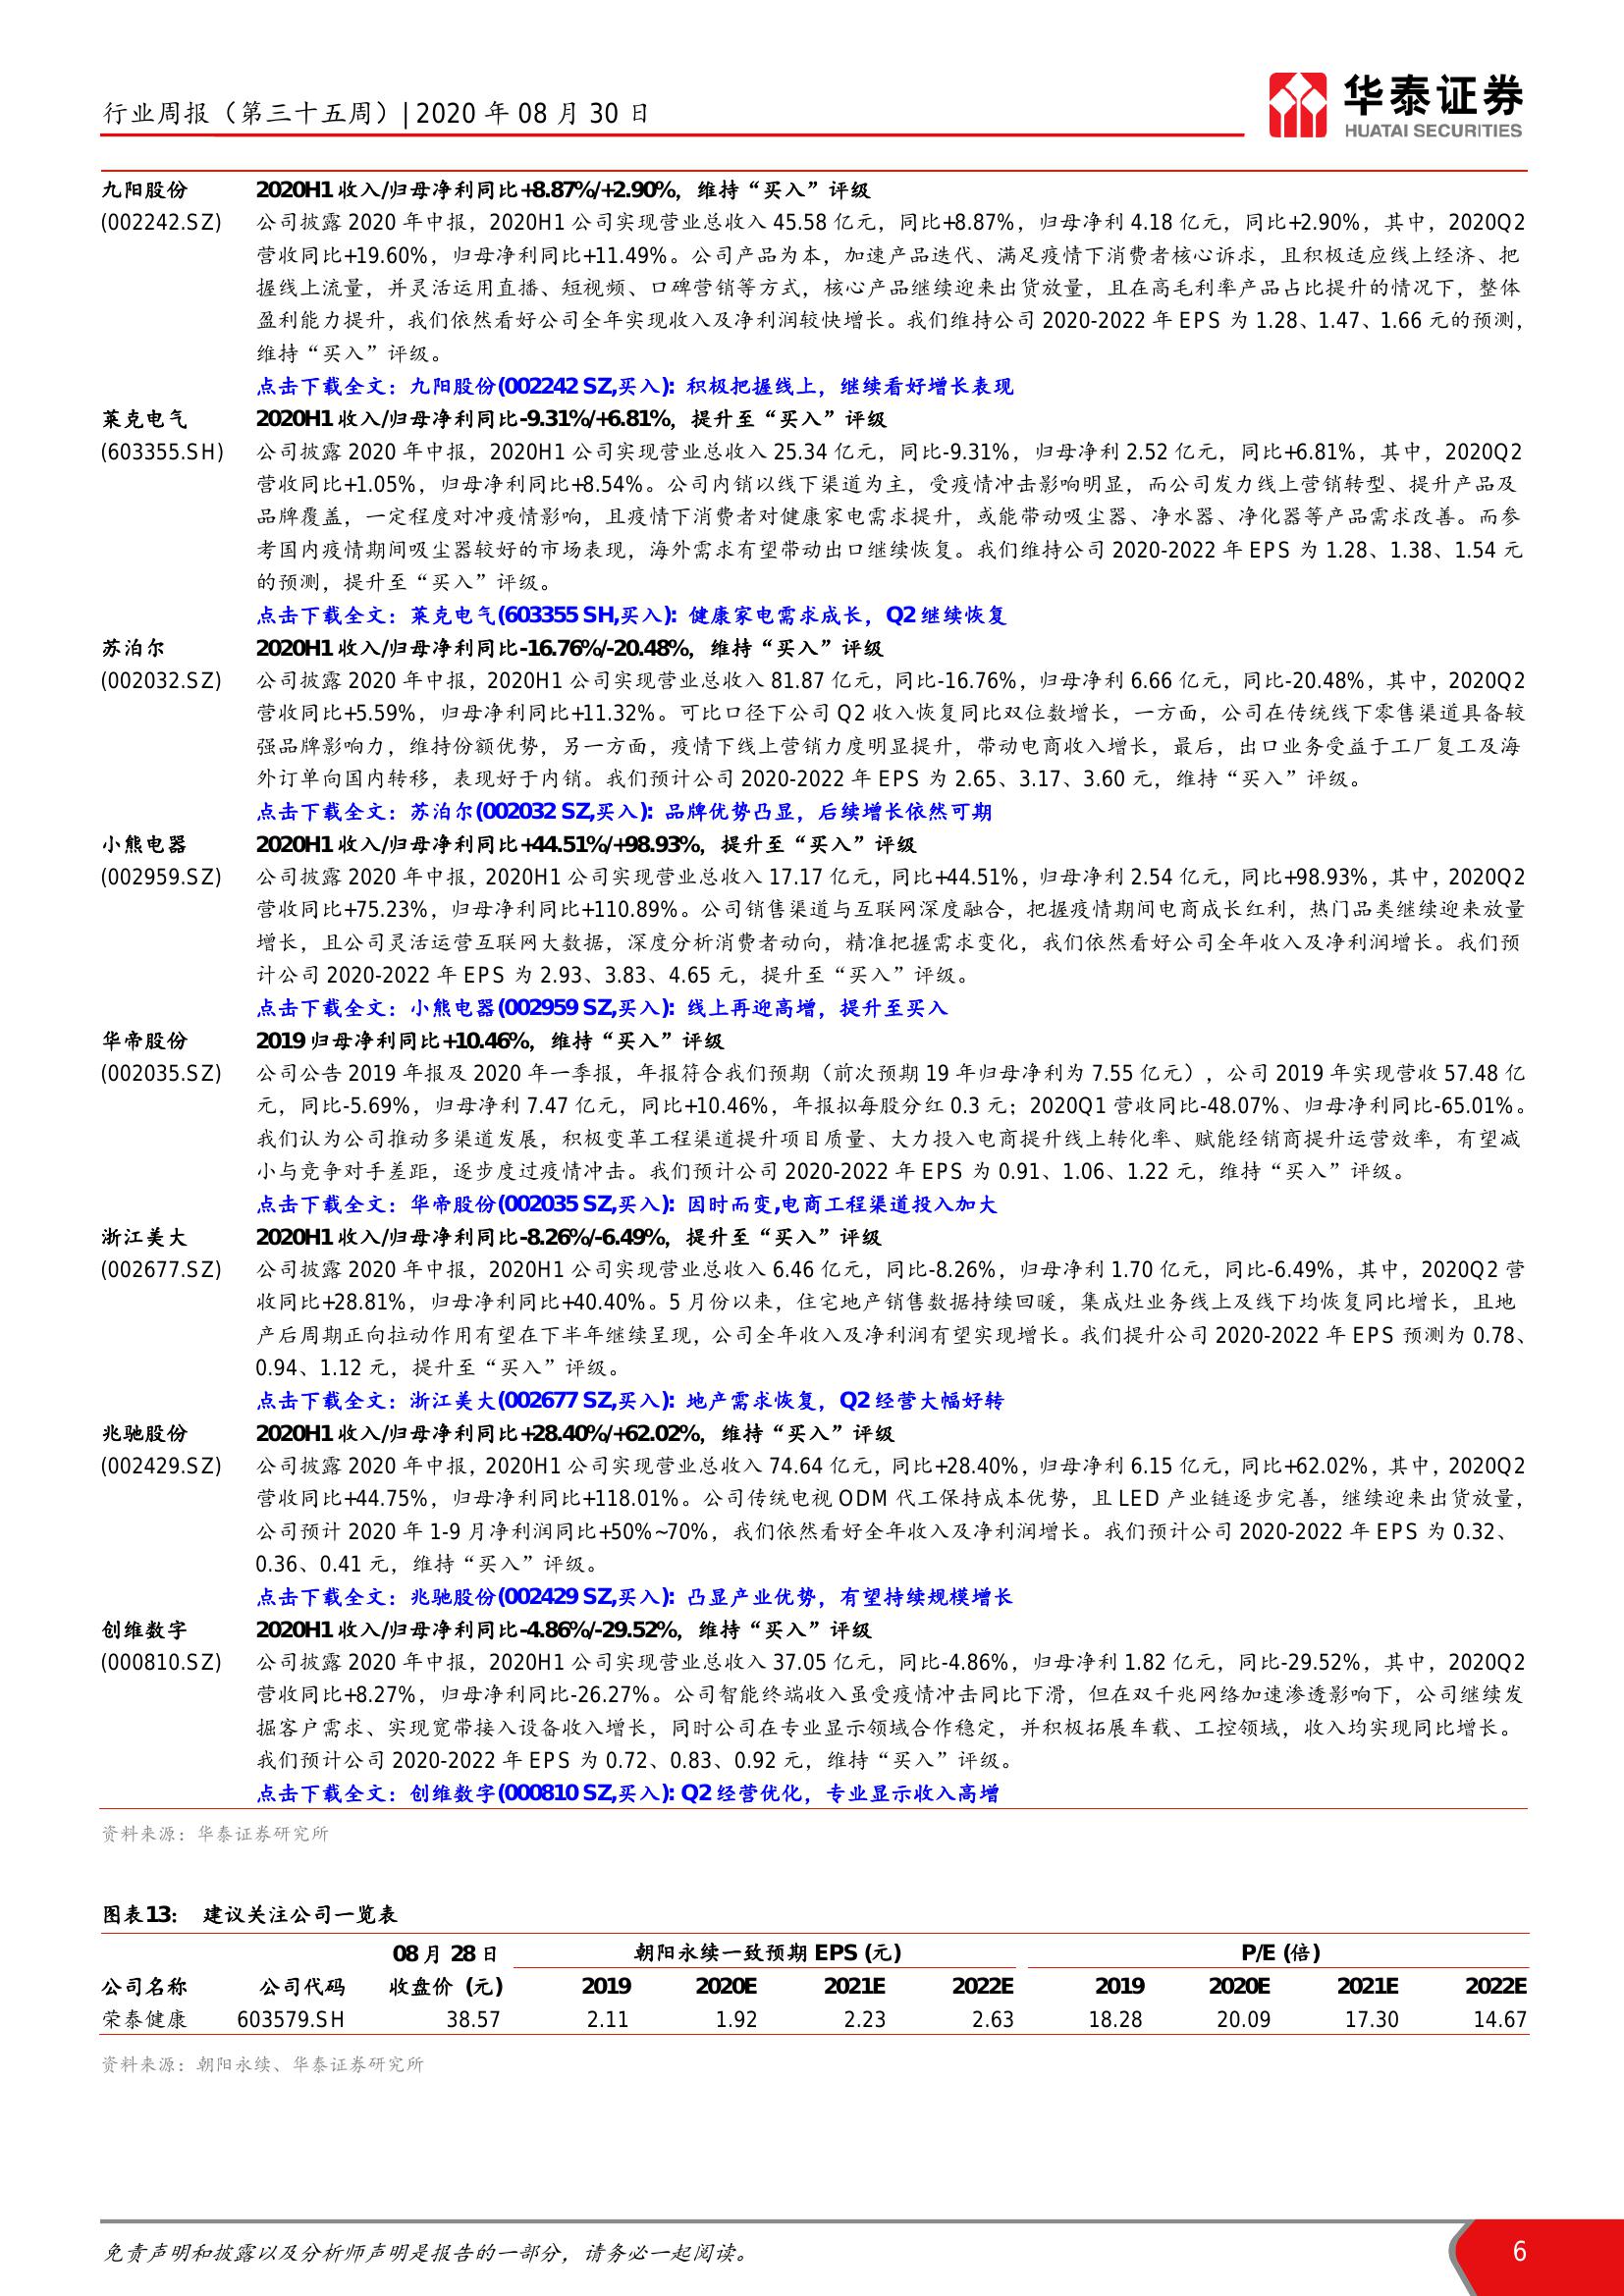 行业周报（第三十五周）| 2020 年 08 月 30 日
华泰证券
HUATAI SECURITIES
九阳股份 2020H1 收入/归母净利同比+8.87%/+2.90%，维持“买入”评级
(002242.SZ) 公司披露 2020 年中报，2020H1 公司实现营业总收入 45.58 亿元，同比+8.87%，归母净利 4.18 亿元，同比+2.90%，其中，2020Q2
营收同比+19.60%，归母净利同比+11.49%。公司产品为本，加速产品迭代、满足疫情下消费者核心诉求，且积极适应线上经济、把
握线上流量，并灵活运用直播、短视频、口碑营销等方式，核心产品继续迎来出货放量，且在高毛利率产品占比提升的情况下，整体
盈利能力提升，我们依然看好公司全年实现收入及净利润较快增长。我们维持公司 2020-2022 年 EPS 为 1.28、1.47、1.66 元的预测，
维持“买入”评级。
点击下载全文：九阳股份(002242 SZ,买入): 积极把握线上，继续看好增长表现
莱克电气 2020H1 收入/归母净利同比-9.31%/+6.81%，提升至“买入”评级
(603355.SH) 公司披露 2020 年中报，2020H1 公司实现营业总收入 25.34 亿元，同比-9.31%，归母净利 2.52 亿元，同比+6.81%，其中，2020Q2
营收同比+1.05%，归母净利同比+8.54%。公司内销以线下渠道为主，受疫情冲击影响明显，而公司发力线上营销转型、提升产品及
品牌覆盖，一定程度对冲疫情影响，且疫情下消费者对健康家电需求提升，或能带动吸尘器、净水器、净化器等产品需求改善。而参
考国内疫情期间吸尘器较好的市场表现，海外需求有望带动出口继续恢复。我们维持公司 2020-2022 年 EPS 为 1.28、1.38、1.54 元
的预测，提升至“买入”评级。
点击下载全文：莱克电气(603355 SH,买入): 健康家电需求成长，Q2 继续恢复
苏泊尔 2020H1 收入/归母净利同比-16.76%/-20.48%，维持“买入”评级
(002032.SZ) 公司披露 2020 年中报，2020H1 公司实现营业总收入 81.87 亿元，同比-16.76%，归母净利 6.66 亿元，同比-20.48%，其中，2020Q2
营收同比+5.59%，归母净利同比+11.32%。可比口径下公司 Q2 收入恢复同比双位数增长，一方面，公司在传统线下零售渠道具备较
强品牌影响力，维持份额优势，另一方面，疫情下线上营销力度明显提升，带动电商收入增长，最后，出口业务受益于工厂复工及海
外订单向国内转移，表现好于内销。我们预计公司 2020-2022 年 EPS 为 2.65、3.17、3.60 元，维持“买入”评级。
点击下载全文：苏泊尔(002032 SZ,买入): 品牌优势凸显，后续增长依然可期
小熊电器 2020H1 收入/归母净利同比+44.51%/+98.93%，提升至“买入”评级
(002959.SZ) 公司披露 2020 年中报，2020H1 公司实现营业总收入 17.17 亿元，同比+44.51%，归母净利 2.54 亿元，同比+98.93%，其中，2020Q2
营收同比+75.23%，归母净利同比+110.89%。公司销售渠道与互联网深度融合，把握疫情期间电商成长红利，热门品类继续迎来放量
增长，且公司灵活运营互联网大数据，深度分析消费者动向，精准把握需求变化，我们依然看好公司全年收入及净利润增长。我们预
计公司 2020-2022 年 EPS 为 2.93、3.83、4.65 元，提升至“买入”评级。
点击下载全文：小熊电器(002959 SZ,买入): 线上再迎高增，提升至买入
华帝股份 2019 归母净利同比+10.46%，维持“买入”评级
(002035.SZ) 公司公告 2019 年报及 2020 年一季报，年报符合我们预期（前次预期 19 年归母净利为 7.55 亿元），公司 2019 年实现营收 57.48 亿
元，同比-5.69%，归母净利 7.47 亿元，同比+10.46%，年报拟每股分红 0.3 元；2020Q1 营收同比-48.07%、归母净利同比-65.01%。
我们认为公司推动多渠道发展，积极变革工程渠道提升项目质量、大力投入电商提升线上转化率、赋能经销商提升运营效率，有望减
小与竞争对手差距，逐步度过疫情冲击。我们预计公司 2020-2022 年 EPS 为 0.91、1.06、1.22 元，维持“买入”评级。
点击下载全文：华帝股份(002035 SZ,买入): 因时而变,电商工程渠道投入加大
浙江美大 2020H1 收入/归母净利同比-8.26%/-6.49%，提升至“买入”评级
(002677.SZ) 公司披露 2020 年中报，2020H1 公司实现营业总收入 6.46 亿元，同比-8.26%，归母净利 1.70 亿元，同比-6.49%，其中，2020Q2 营
收同比+28.81%，归母净利同比+40.40%。5 月份以来，住宅地产销售数据持续回暖，集成灶业务线上及线下均恢复同比增长，且地
产后周期正向拉动作用有望在下半年继续呈现，公司全年收入及净利润有望实现增长。我们提升公司 2020-2022 年 EPS 预测为 0.78、
0.94、1.12 元，提升至“买入”评级。
点击下载全文：浙江美大(002677 SZ,买入): 地产需求恢复，Q2 经营大幅好转
兆驰股份 2020H1 收入/归母净利同比+28.40%/+62.02%，维持“买入”评级
(002429.SZ) 公司披露 2020 年中报，2020H1 公司实现营业总收入 74.64 亿元，同比+28.40%，归母净利 6.15 亿元，同比+62.02%，其中，2020Q2
营收同比+44.75%，归母净利同比+118.01%。公司传统电视 ODM 代工保持成本优势，且 LED 产业链逐步完善，继续迎来出货放量，
公司预计 2020 年 1-9 月净利润同比+50%~70%，我们依然看好全年收入及净利润增长。我们预计公司 2020-2022 年 EPS 为 0.32、
0.36、0.41 元，维持“买入”评级。
点击下载全文：兆驰股份(002429 SZ,买入): 凸显产业优势，有望持续规模增长
创维数字 2020H1 收入/归母净利同比-4.86%/-29.52%，维持“买入”评级
(000810.SZ) 公司披露 2020 年中报，2020H1 公司实现营业总收入 37.05 亿元，同比-4.86%，归母净利 1.82 亿元，同比-29.52%，其中，2020Q2
营收同比+8.27%，归母净利同比-26.27%。公司智能终端收入虽受疫情冲击同比下滑，但在双千兆网络加速渗透影响下，公司继续发
掘客户需求、实现宽带接入设备收入增长，同时公司在专业显示领域合作稳定，并积极拓展车载、工控领域，收入均实现同比增长。
我们预计公司 2020-2022 年 EPS 为 0.72、0.83、0.92 元，维持“买入”评级。
点击下载全文：创维数字(000810 SZ,买入): Q2 经营优化，专业显示收入高增
资料来源：华泰证券研究所
图表13： 建议关注公司一览表
08 月 28 日 朝阳永续一致预期 EPS (元) P/E (倍)
公司名称 公司代码 收盘价 (元) 2019 2020E 2021E 2022E 2019 2020E 2021E 2022E
荣泰健康 603579.SH 38.57 2.11 1.92 2.23 2.63 18.28 20.09 17.30 14.67
资料来源：朝阳永续、华泰证券研究所
免责声明和披露以及分析师声明是报告的一部分，请务必一起阅读。 6